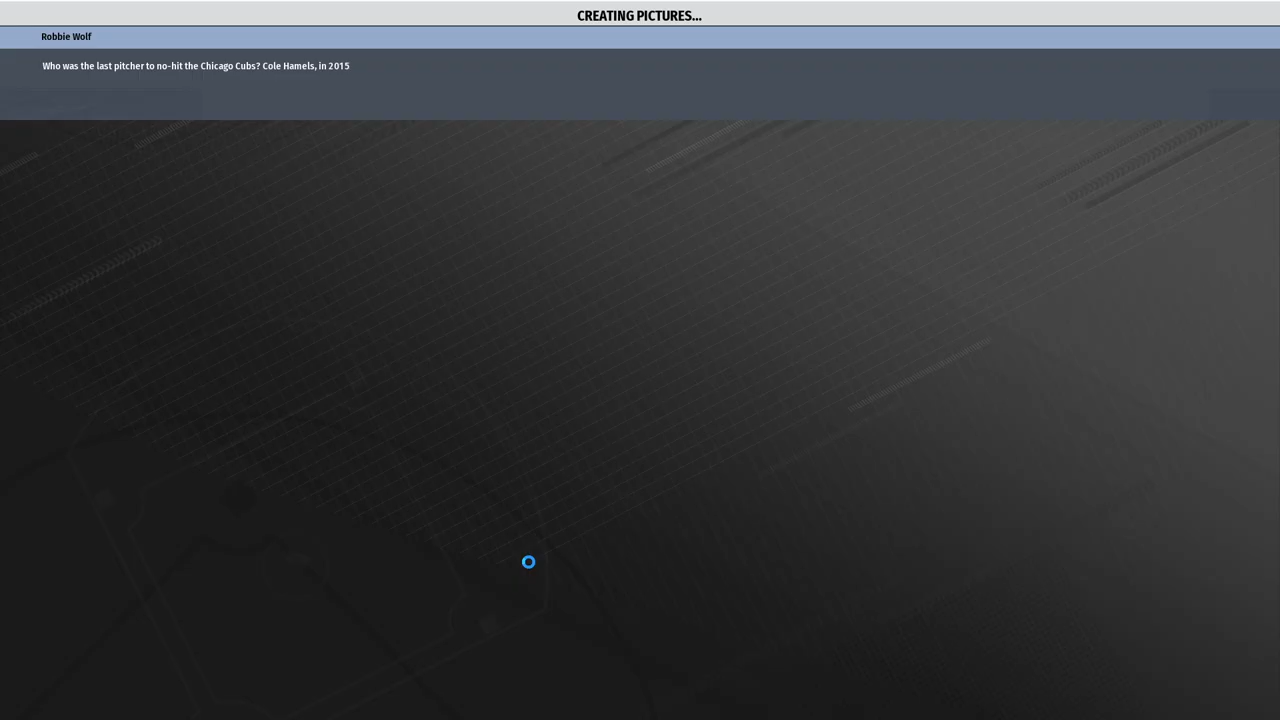 CREATING PICTURES...
Robbie Wolf
Who was the last pitcher to no-hit the Chicago Cubs? Cole Hamels, in 2015